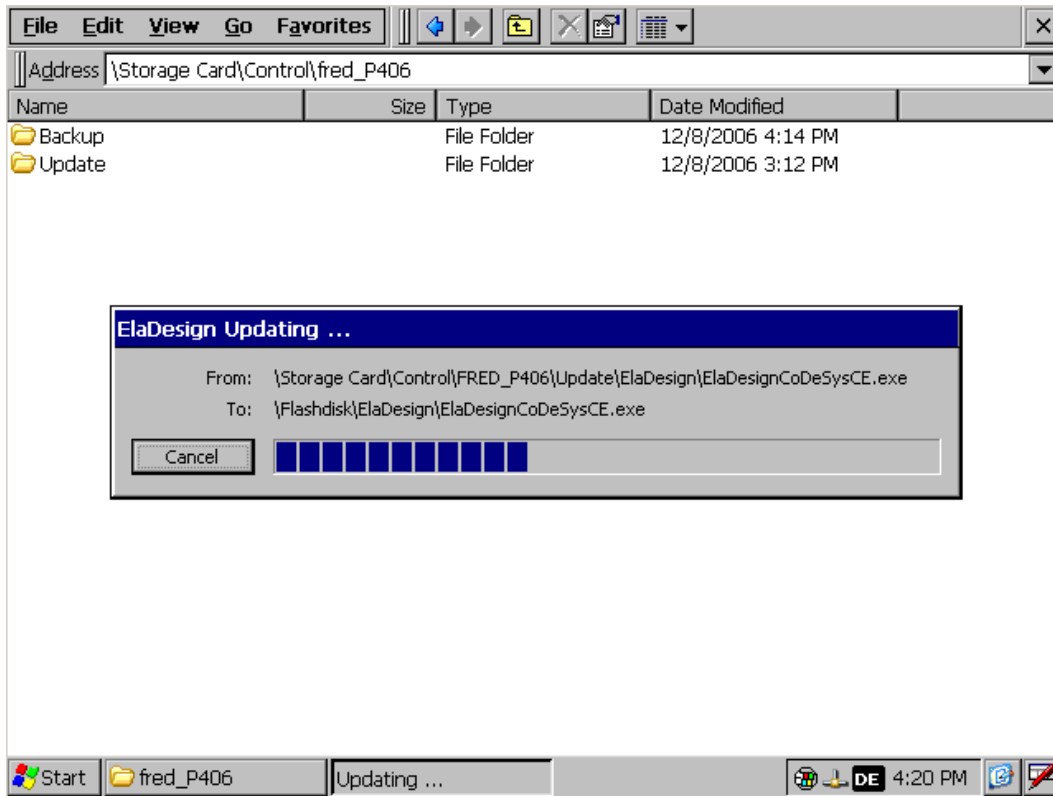 File Edit View Go Favorites
Address \Storage Card\Control\fred_P406
Name Size Type Date Modified
Backup File Folder 12/8/2006 4:14 PM
Update File Folder 12/8/2006 3:12 PM
ElaDesign Updating ...
From: \Storage Card\Control\FRED_P406\Update\ElaDesign\ElaDesignCoDeSysCE.exe
To: \Flashdisk\ElaDesign\ElaDesignCoDeSysCE.exe
Cancel
Start fred_P406 Updating ... DE 4:20 PM